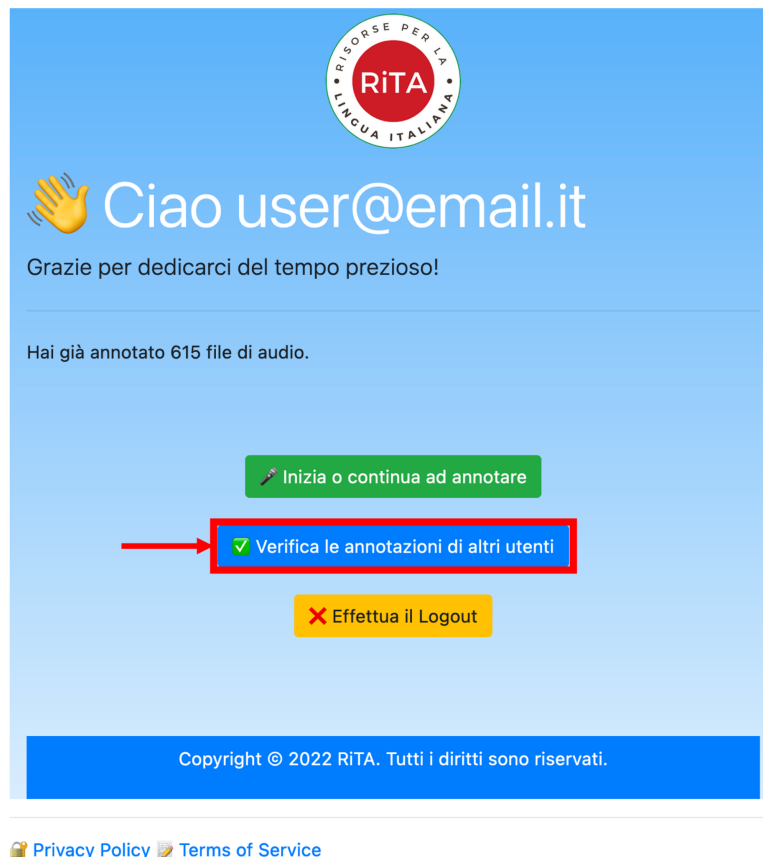 RISORSE PER LA
RiTA
LINGUA ITALIANA
👋 Ciao user@email.it
Grazie per dedicarci del tempo prezioso!
Hai già annotato 615 file di audio.
🎤 Inizia o continua ad annotare
✅ Verifica le annotazioni di altri utenti
❌ Effettua il Logout
Copyright © 2022 RiTA. Tutti i diritti sono riservati.
🔐 Privacy Policy 📝 Terms of Service